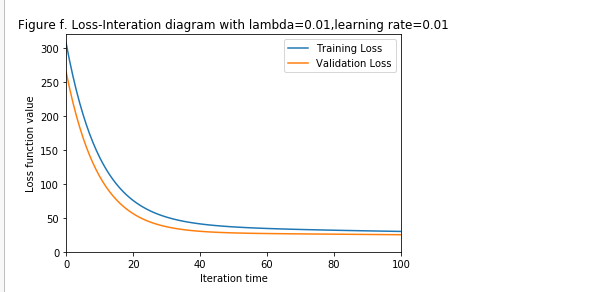 Figure f. Loss-Interation diagram with lambda=0.01,learning rate=0.01
Training Loss
Validation Loss
300
250
200
150
100
50
0
Loss function value
0 20 40 60 80 100
Iteration time